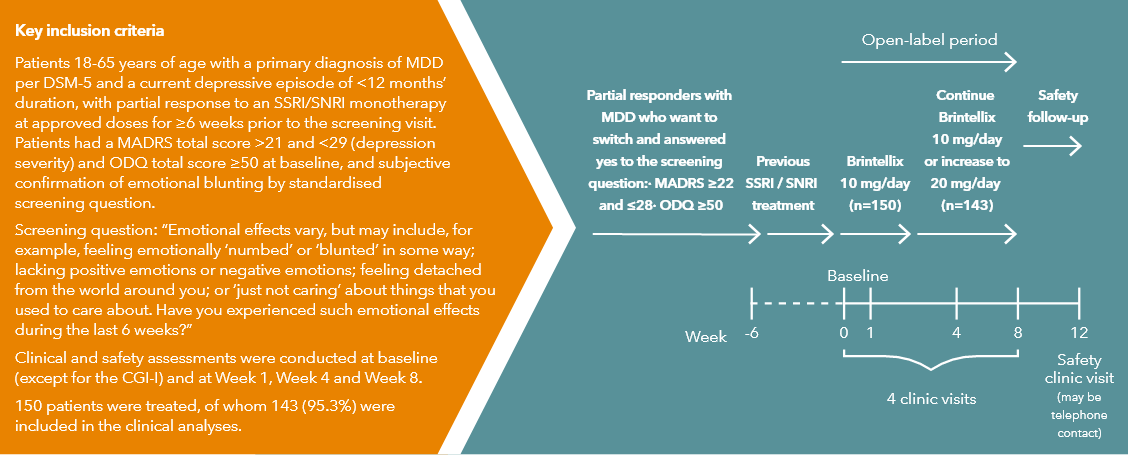 Key inclusion criteria
Patients 18-65 years of age with a primary diagnosis of MDD
per DSM-5 and a current depressive episode of <12 months’
duration, with partial response to an SSRI/SNRI monotherapy
at approved doses for ≥6 weeks prior to the screening visit.
Patients had a MADRS total score >21 and <29 (depression
severity) and ODQ total score ≥50 at baseline, and subjective
confirmation of emotional blunting by standardised
screening question.
Screening question: “Emotional effects vary, but may include, for
example, feeling emotionally ‘numbed’ or ‘blunted’ in some way;
lacking positive emotions or negative emotions; feeling detached
from the world around you; or ‘just not caring’ about things that you
used to care about. Have you experienced such emotional effects
during the last 6 weeks?”
Clinical and safety assessments were conducted at baseline
(except for the CGI-I) and at Week 1, Week 4 and Week 8.
150 patients were treated, of whom 143 (95.3%) were
included in the clinical analyses.
Open-label period
Partial responders with
MDD who want to
switch and answered
yes to the screening
question:· MADRS ≥22
and ≤28· ODQ ≥50
Previous
SSRI / SNRI
treatment
Brintellix
10 mg/day
(n=150)
Continue
Brintellix
10 mg/day
or increase to
20 mg/day
(n=143)
Safety
follow-up
Baseline
Week -6 0 1 4 8 12
4 clinic visits
Safety
clinic visit
(may be
telephone
contact)